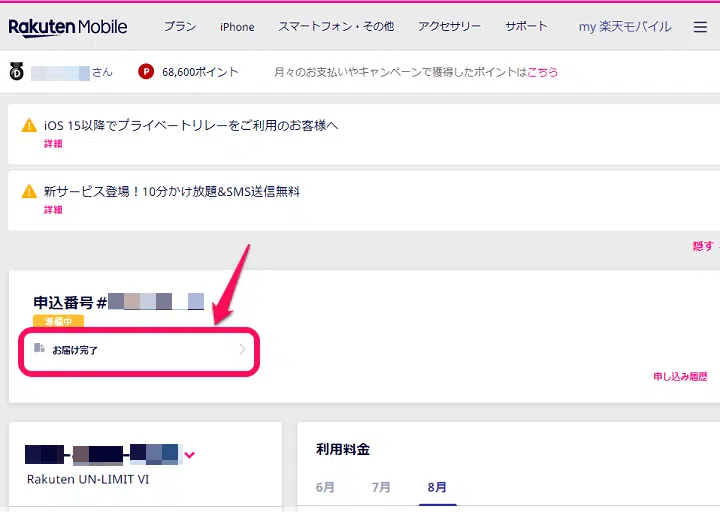 Rakuten Mobile プラン iPhone スマートフォン・その他 アクセサリー サポート my 楽天モバイル
D さん P 68,600ポイント 月々のお支払いやキャンペーンで獲得したポイントはこちら
iOS 15以降でプライベートリレーをご利用のお客様へ
詳細
新サービス登場！10分かけ放題&SMS送信無料
詳細
隠す
申込番号#
準備中
お届け完了
申し込み履歴
Rakuten UN-LIMIT VI
利用料金
6月 7月 8月